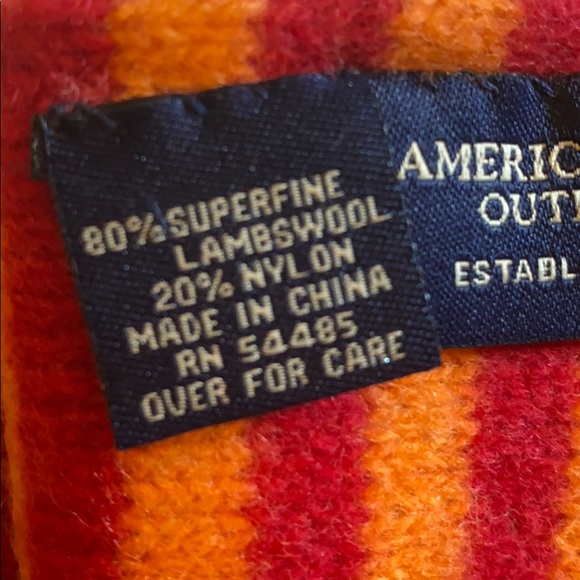 80% SUPERFINE
LAMBSWOOL
20% NYLON
MADE IN CHINA
RN 54485
OVER FOR CARE
AMERIC
OUT
ESTABL